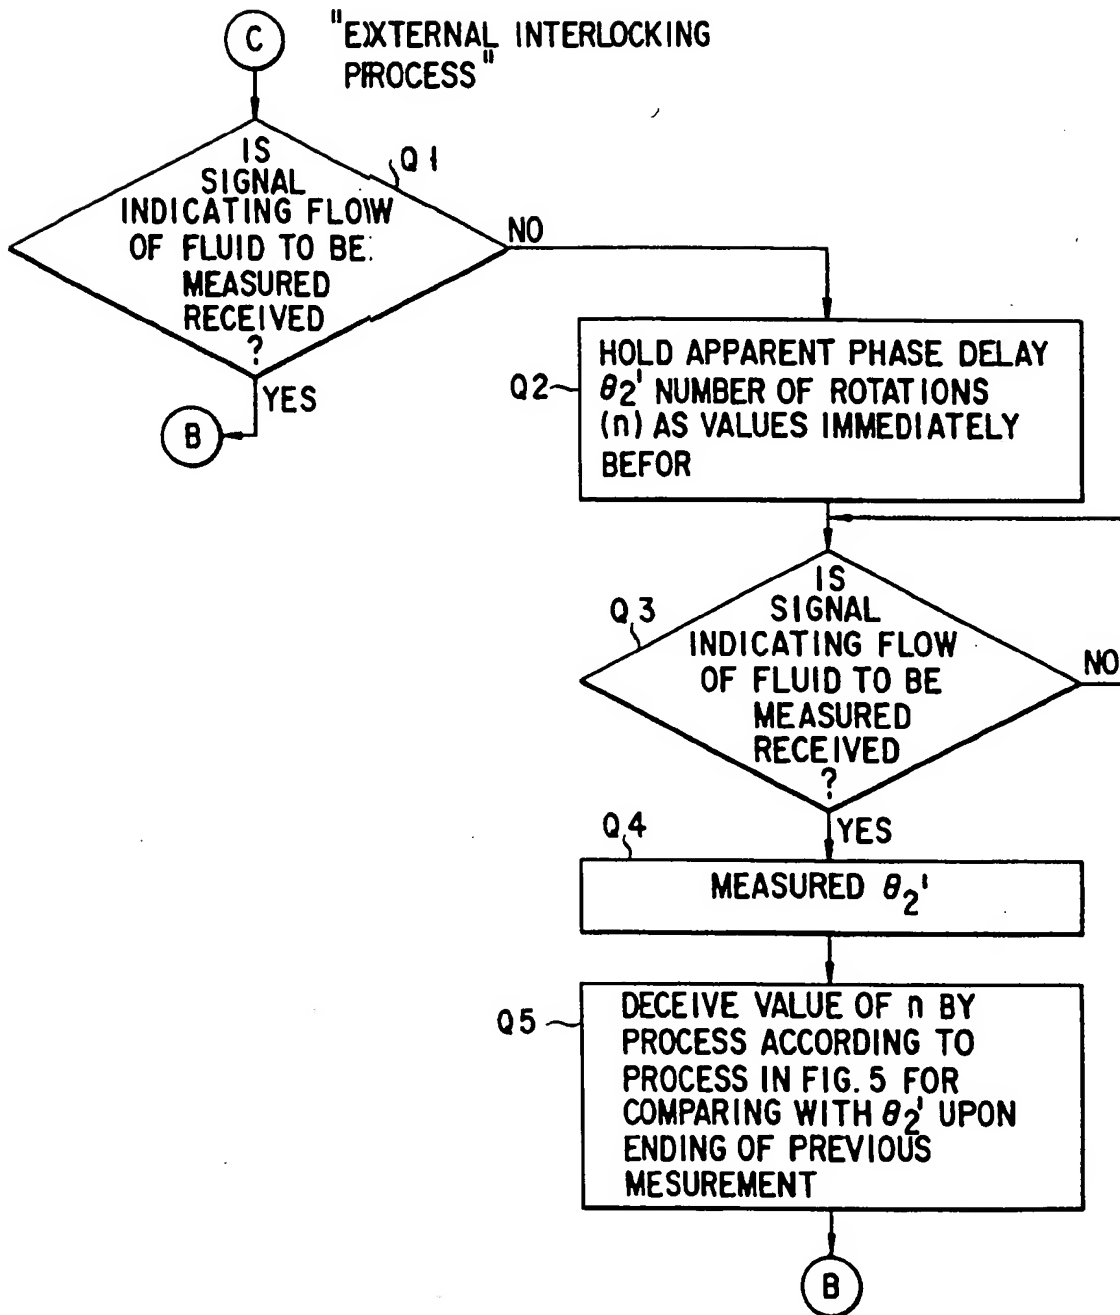 C
"EXTERNAL INTERLOCKING
PROCESS"
IS
SIGNAL
INDICATING FLOW
OF FLUID TO BE
MEASURED
RECEIVED
?
Q1
NO
YES
B
Q2
HOLD APPARENT PHASE DELAY
θ2' NUMBER OF ROTATIONS
(n) AS VALUES IMMEDIATELY
BEFOR
Q3
IS
SIGNAL
INDICATING FLOW
OF FLUID TO BE
MEASURED
RECEIVED
?
NO
YES
Q4
MEASURED θ2'
Q5
DECEIVE VALUE OF n BY
PROCESS ACCORDING TO
PROCESS IN FIG. 5 FOR
COMPARING WITH θ2' UPON
ENDING OF PREVIOUS
MESUREMENT
B